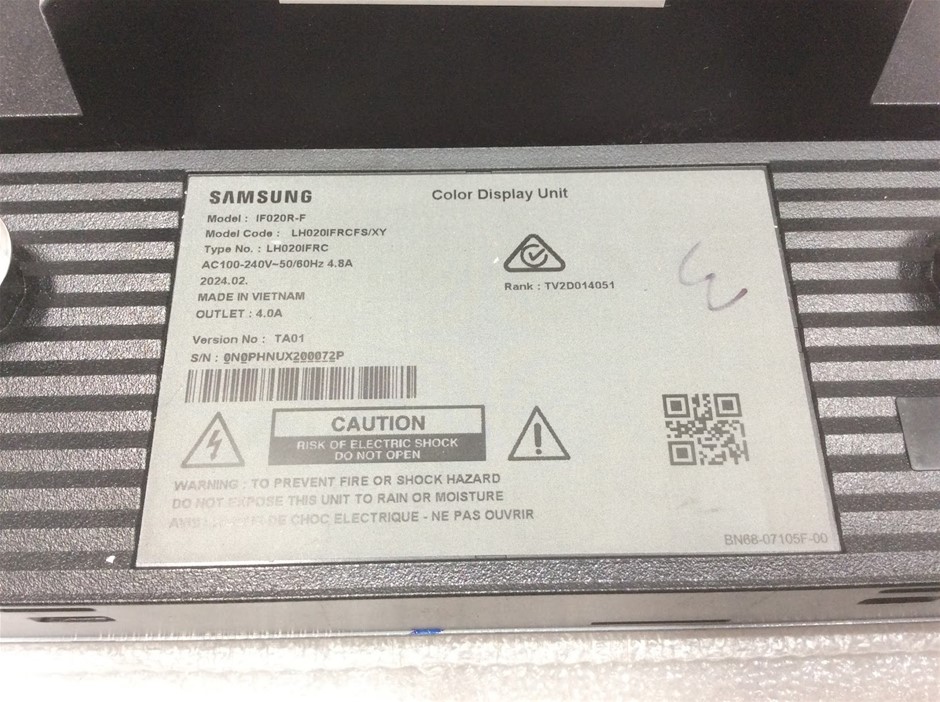 SAMSUNG
Color Display Unit
Model : IF020R-F
Model Code : LH020IFRCFS/XY
Type No. : LH020IFRC
AC100-240V~50/60Hz 4.8A
2024.02.
MADE IN VIETNAM
OUTLET : 4.0A
Rank : TV2D014051
Version No : TA01
S/N : 0N0PHNUX200072P
CAUTION
RISK OF ELECTRIC SHOCK
DO NOT OPEN
WARNING : TO PREVENT FIRE OR SHOCK HAZARD
DO NOT EXPOSE THIS UNIT TO RAIN OR MOISTURE
DE CHOC ELECTRIQUE - NE PAS OUVRIR
BN68-07105F-00